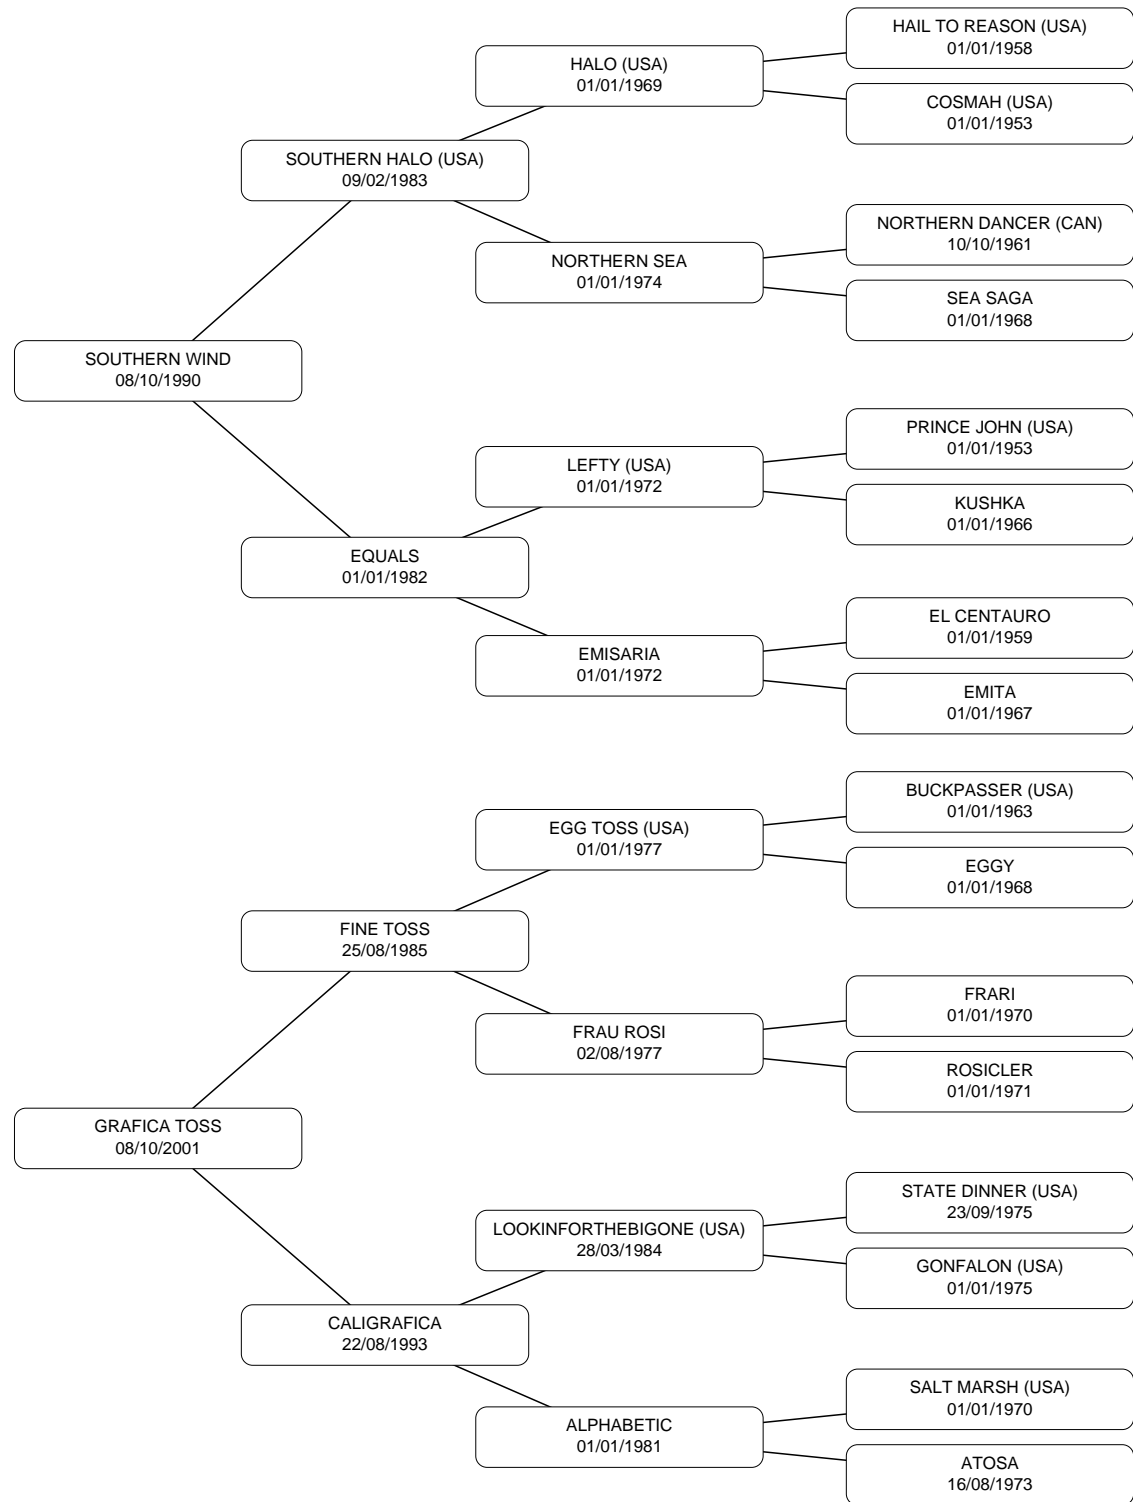 HAIL TO REASON (USA)
01/01/1958
HALO (USA)
01/01/1969
COSMAH (USA)
01/01/1953
SOUTHERN HALO (USA)
09/02/1983
NORTHERN DANCER (CAN)
10/10/1961
NORTHERN SEA
01/01/1974
SEA SAGA
01/01/1968
SOUTHERN WIND
08/10/1990
PRINCE JOHN (USA)
01/01/1953
LEFTY (USA)
01/01/1972
KUSHKA
01/01/1966
EQUALS
01/01/1982
EL CENTAURO
01/01/1959
EMISARIA
01/01/1972
EMITA
01/01/1967
BUCKPASSER (USA)
01/01/1963
EGG TOSS (USA)
01/01/1977
EGGY
01/01/1968
FINE TOSS
25/08/1985
FRARI
01/01/1970
FRAU ROSI
02/08/1977
ROSICLER
01/01/1971
GRAFICA TOSS
08/10/2001
STATE DINNER (USA)
23/09/1975
LOOKINFORTHEBIGONE (USA)
28/03/1984
GONFALON (USA)
01/01/1975
CALIGRAFICA
22/08/1993
SALT MARSH (USA)
01/01/1970
ALPHABETIC
01/01/1981
ATOSA
16/08/1973